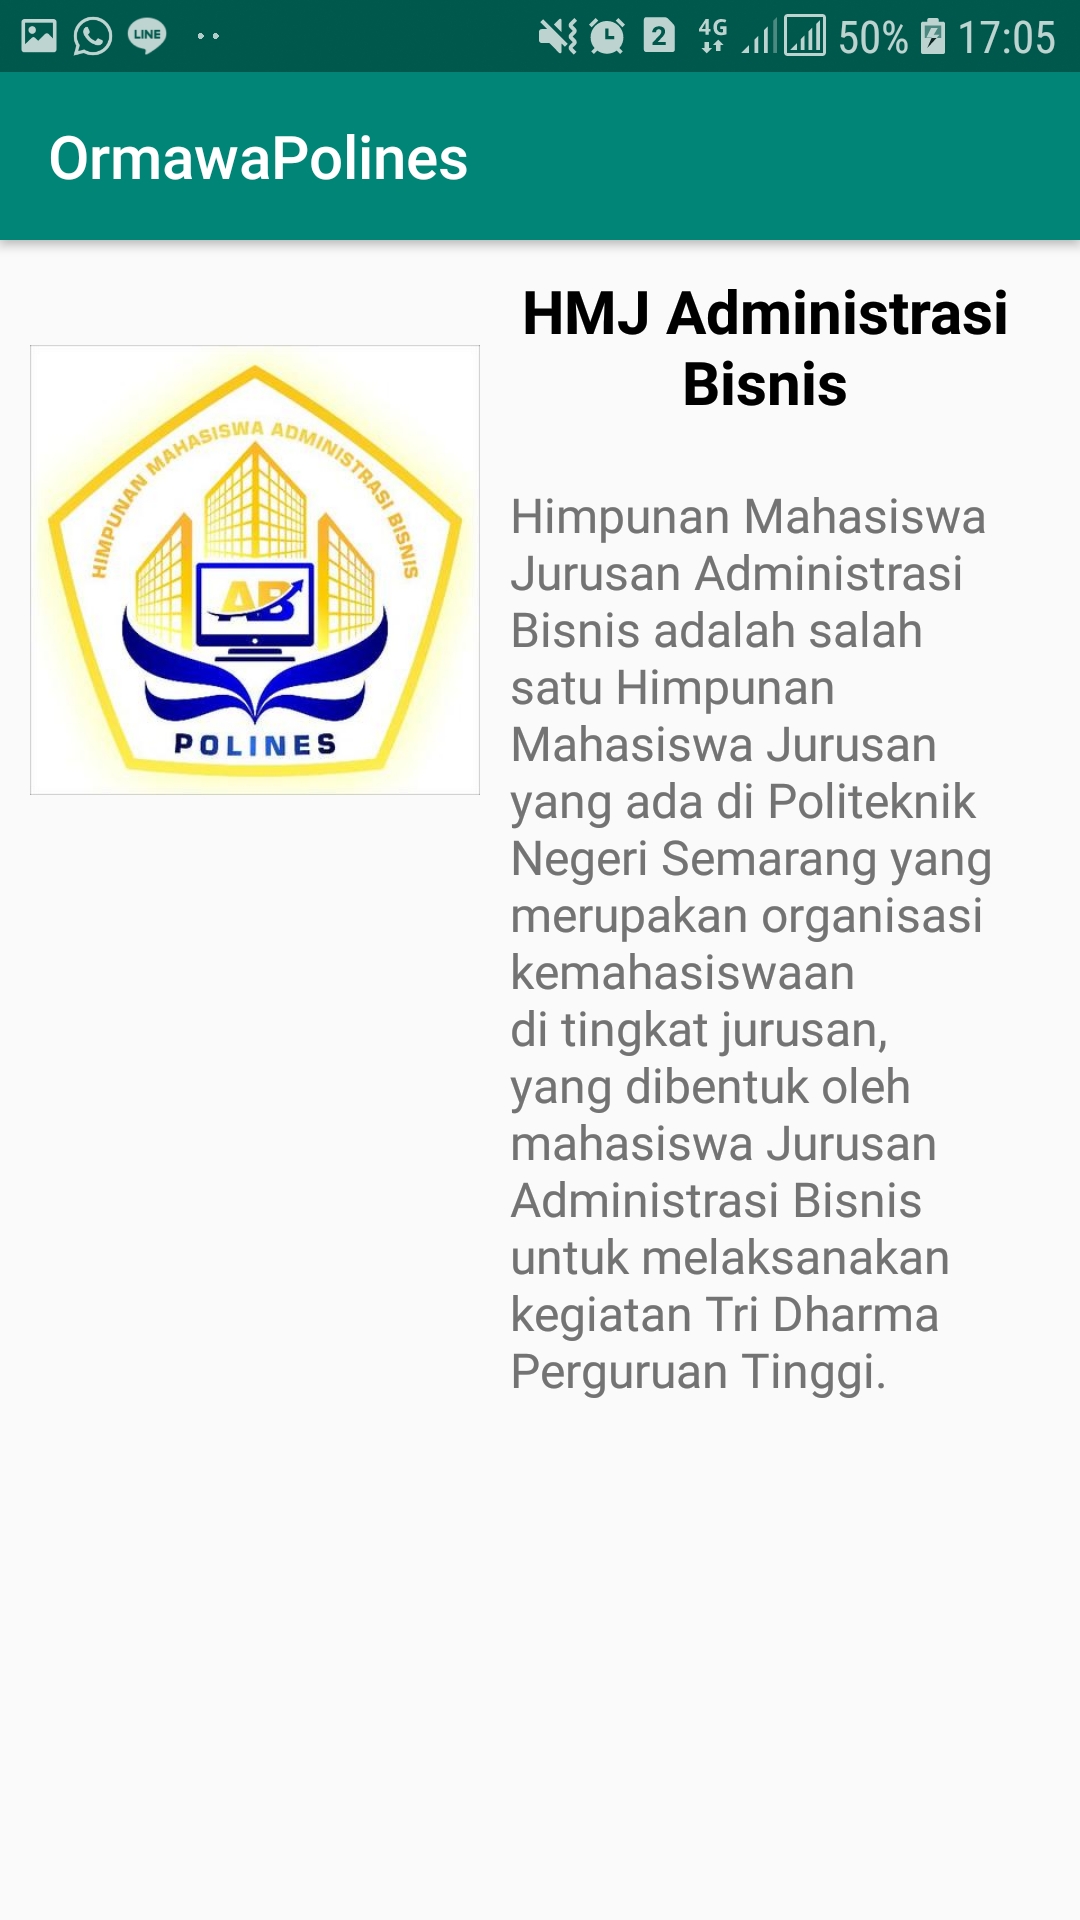 LINE
2
4G
50%
17:05
OrmawaPolines
HMJ Administrasi
Bisnis
HIMPUNAN MAHASISWA ADMINISTRASI BISNIS
AB
POLINES
Himpunan Mahasiswa
Jurusan Administrasi
Bisnis adalah salah
satu Himpunan
Mahasiswa Jurusan
yang ada di Politeknik
Negeri Semarang yang
merupakan organisasi
kemahasiswaan
di tingkat jurusan,
yang dibentuk oleh
mahasiswa Jurusan
Administrasi Bisnis
untuk melaksanakan
kegiatan Tri Dharma
Perguruan Tinggi.